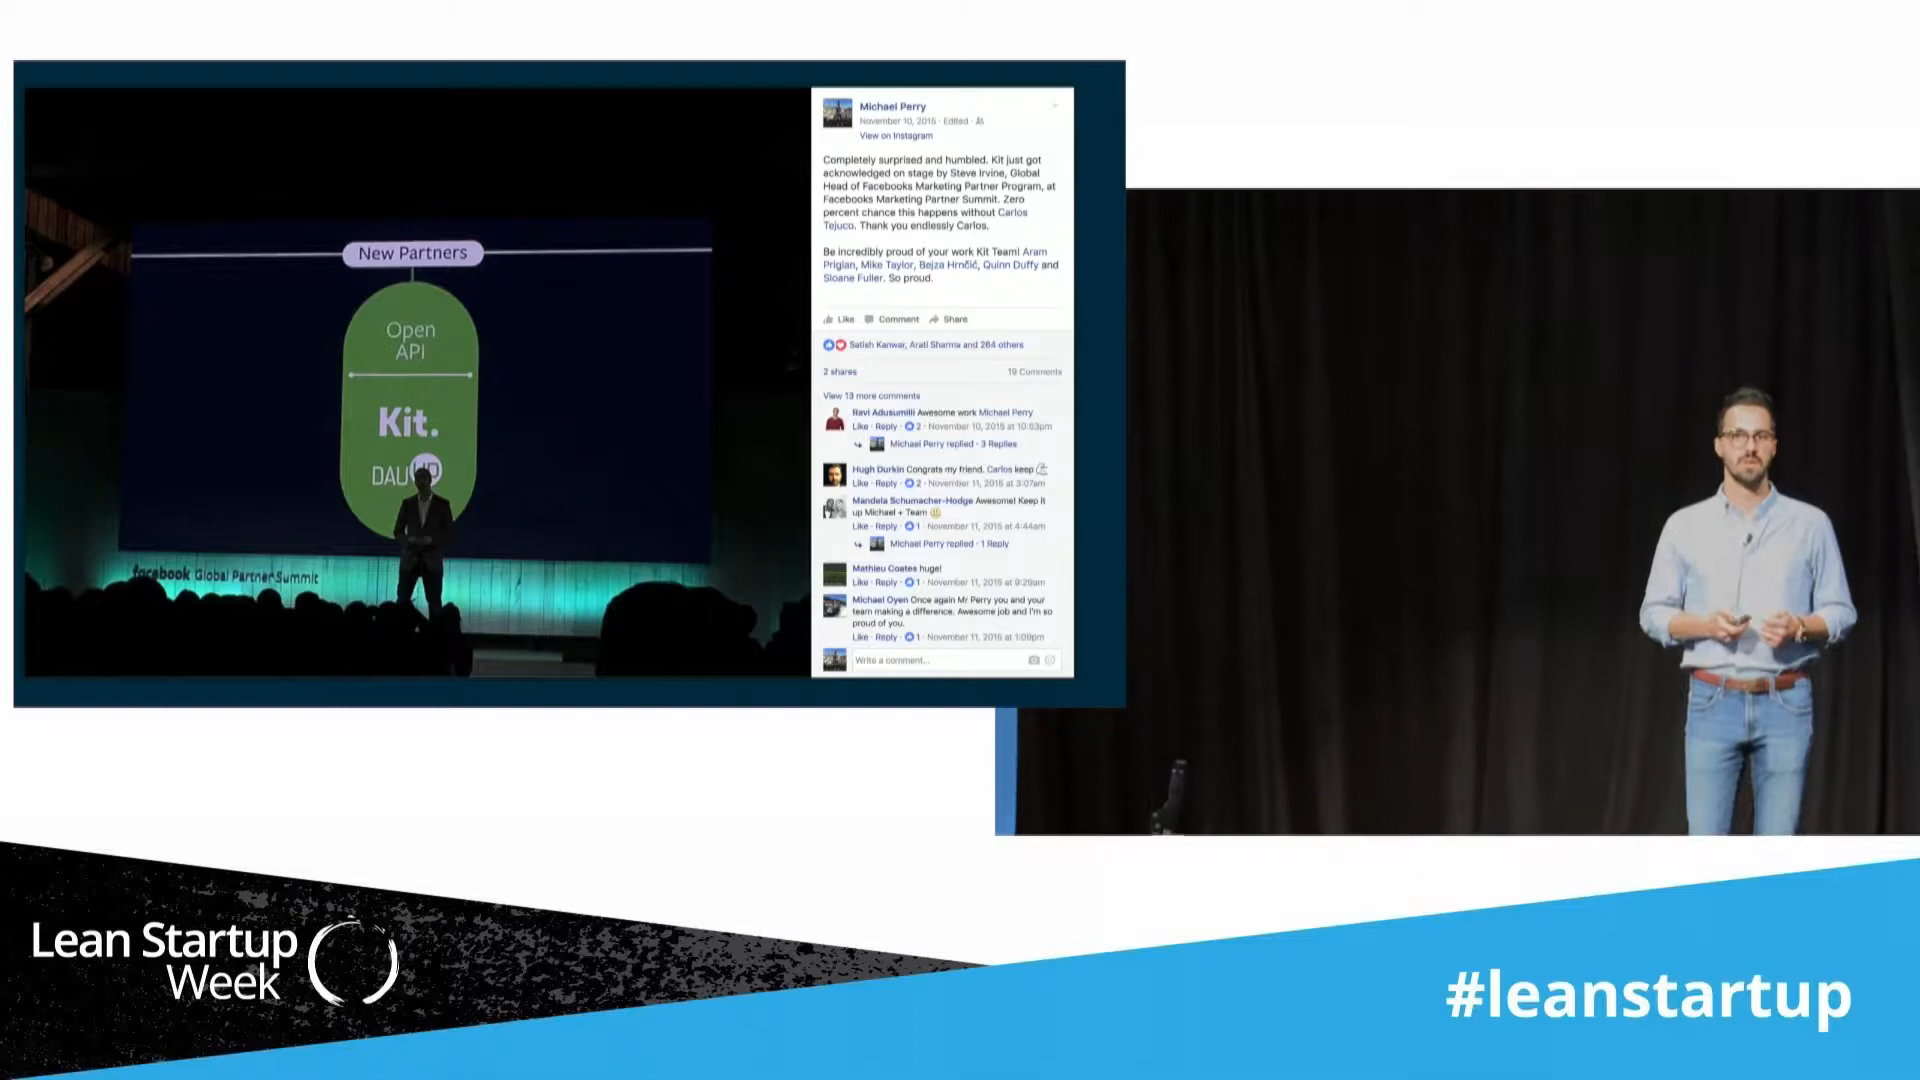 New Partners
Open
API
Kit.
DAU
facebook Global Partner Summit
Michael Perry
November 10, 2015 · Edited ·
View on Instagram
Completely surprised and humbled. Kit just got
acknowledged on stage by Steve Irvine, Global
Head of Facebooks Marketing Partner Program, at
Facebooks Marketing Partner Summit. Zero
percent chance this happens without Carlos
Tejuco. Thank you endlessly Carlos.
Be incredibly proud of your work Kit Team! Aram
Prigian, Mike Taylor, Bejza Hrnčić, Quinn Duffy and
Sloane Fuller. So proud.
Like Comment Share
Satish Kanwar, Arati Sharma and 264 others
2 shares 19 Comments
View 13 more comments
Ravi Adusumilli Awesome work Michael Perry
Like · Reply · 2 · November 10, 2015 at 10:53pm
Michael Perry replied · 3 Replies
Hugh Durkin Congrats my friend. Carlos keep
Like · Reply · 2 · November 11, 2015 at 3:07am
Mandela Schumacher-Hodge Awesome! Keep it
up Michael + Team
Like · Reply · 1 · November 11, 2015 at 4:44am
Michael Perry replied · 1 Reply
Mathieu Coates huge!
Like · Reply · 1 · November 11, 2015 at 9:29am
Michael Oyen Once again Mr Perry you and your
team making a difference. Awesome job and I'm so
proud of you.
Like · Reply · 1 · November 11, 2015 at 1:09pm
Write a comment...
Lean Startup
Week
#leanstartup